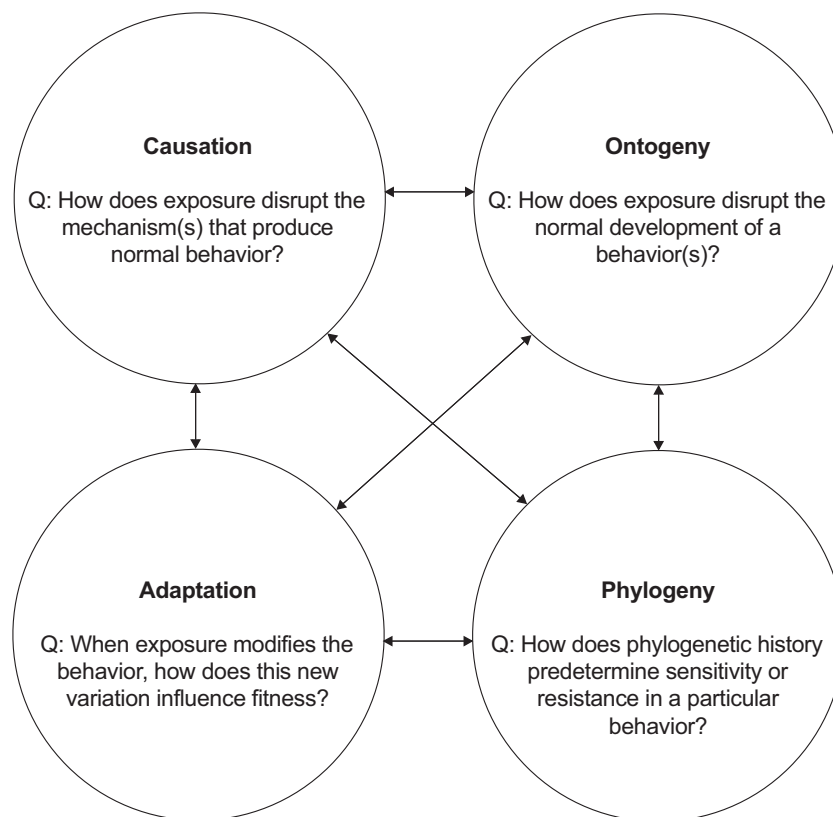 Causation
Q: How does exposure disrupt the
mechanism(s) that produce
normal behavior?
Ontogeny
Q: How does exposure disrupt the
normal development of a
behavior(s)?
Adaptation
Q: When exposure modifies the
behavior, how does this new
variation influence fitness?
Phylogeny
Q: How does phylogenetic history
predetermine sensitivity or
resistance in a particular
behavior?